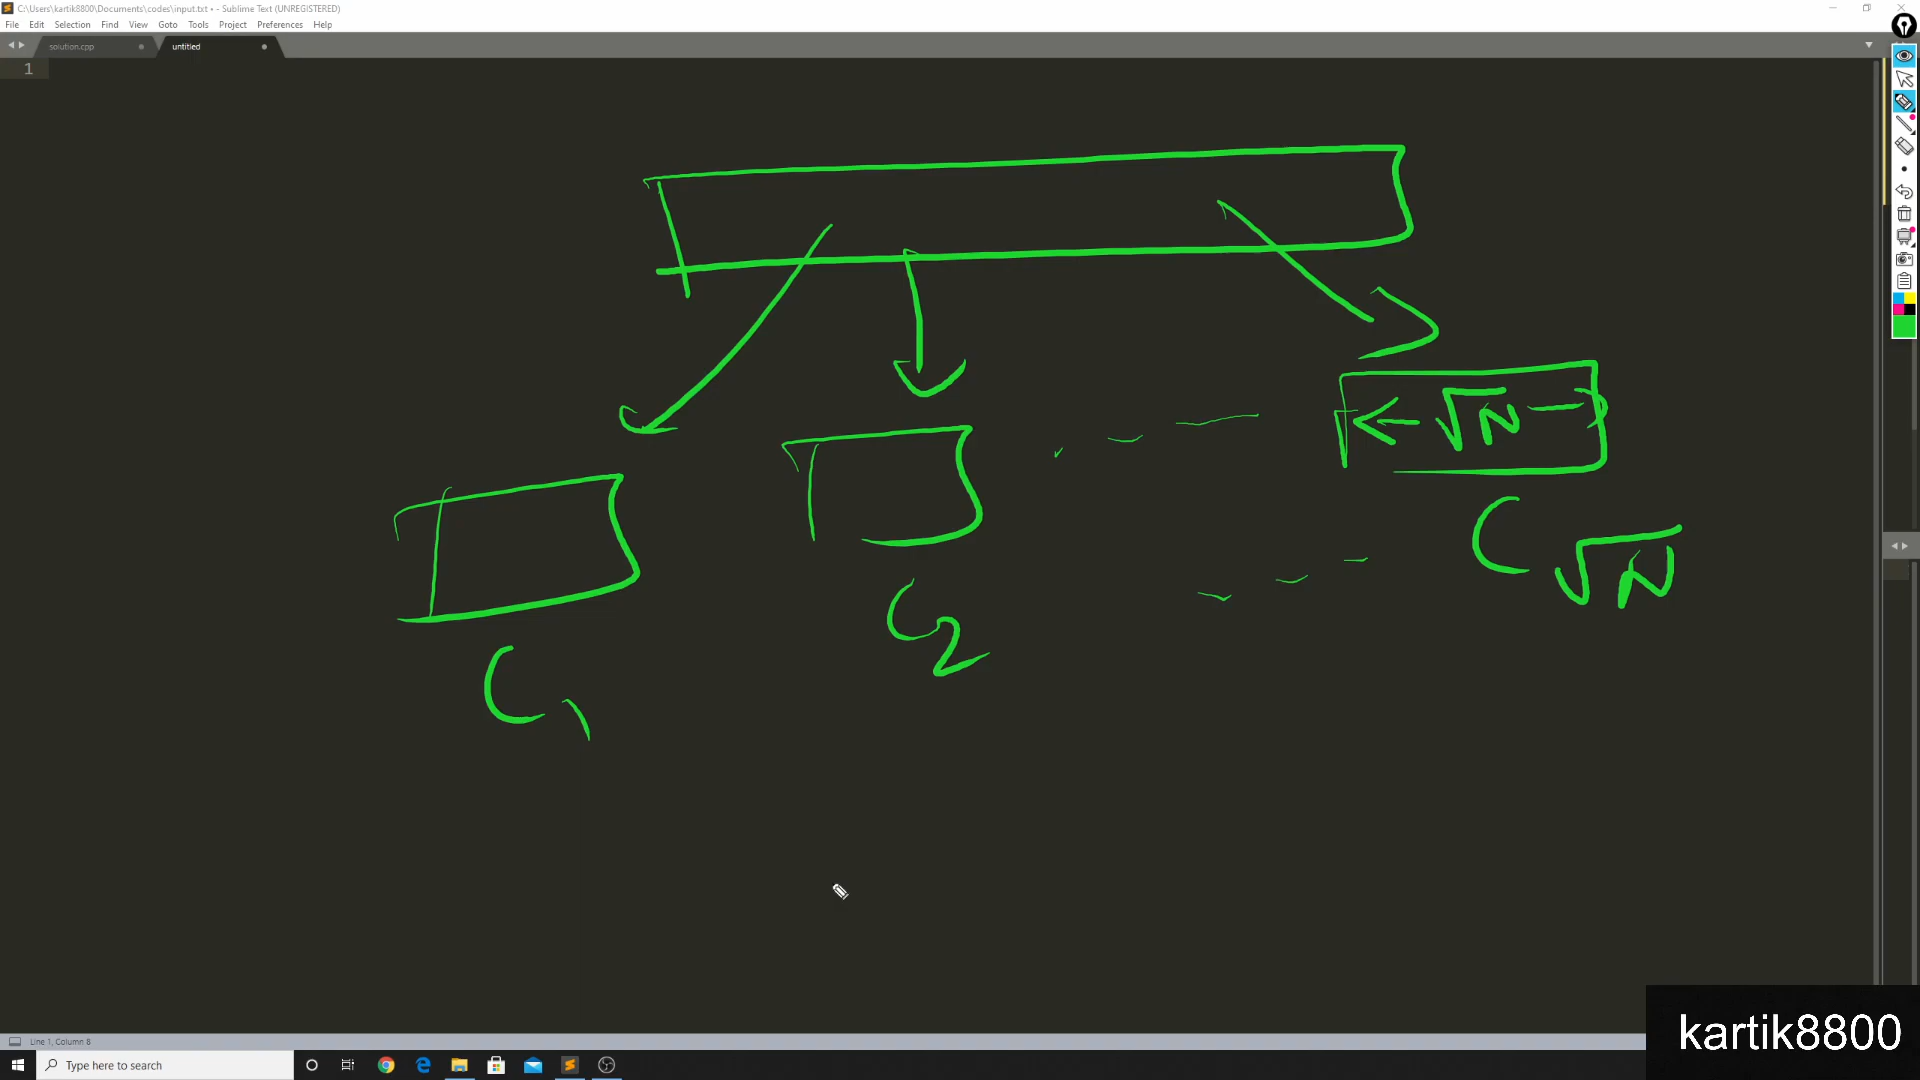 C:\Users\kartik8800\Documents\codes\input.txt • - Sublime Text (UNREGISTERED)
File Edit Selection Find View Goto Tools Project Preferences Help
solution.cpp untitled
1
√N
C₁
C₂
C√N
Line 1, Column 8
kartik8800
Type here to search